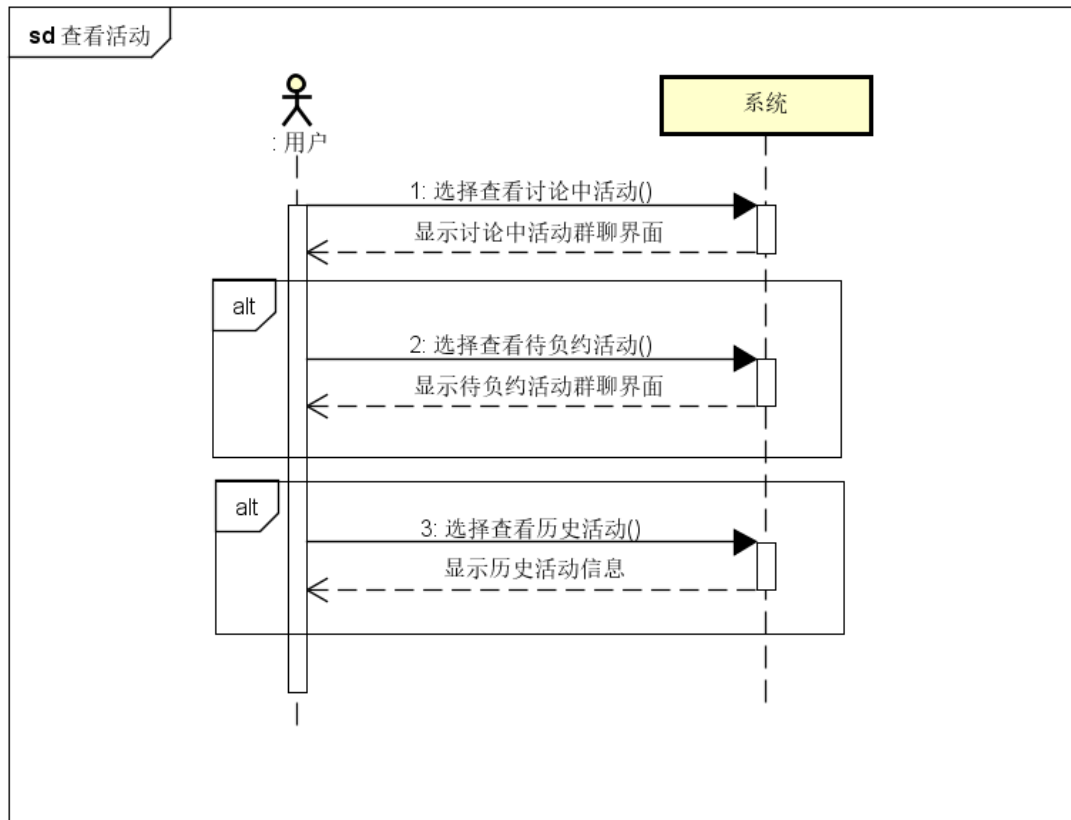 sd 查看活动
系统
: 用户
1: 选择查看讨论中活动()
显示讨论中活动群聊界面
alt
2: 选择查看待负约活动()
显示待负约活动群聊界面
alt
3: 选择查看历史活动()
显示历史活动信息